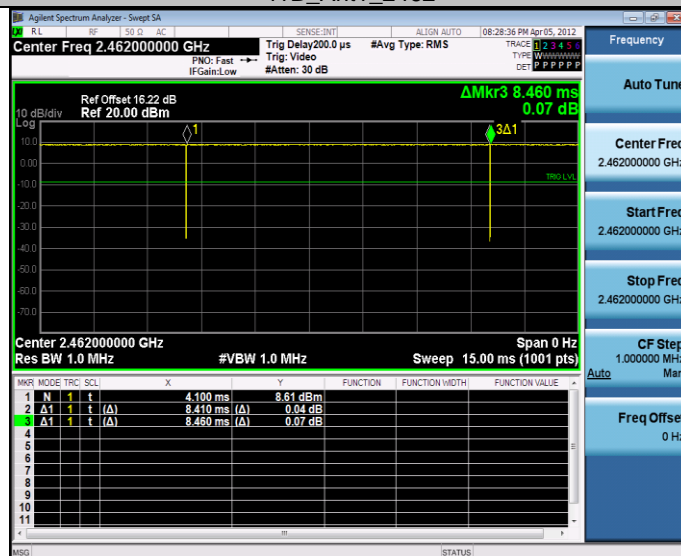 Agilent Spectrum Analyzer - Swept SA
RL RF 50 Ω AC SENSE:INT ALIGN AUTO 08:28:36 PM Apr 05, 2012
Center Freq 2.462000000 GHz
PNO: Fast
IFGain:Low
Trig Delay200.0 µs
Trig: Video
#Atten: 30 dB
#Avg Type: RMS
TRACE 1 2 3 4 5 6
TYPE WWWWWW
DET P P P P P P
ΔMkr3 8.460 ms
0.07 dB
Ref Offset 16.22 dB
10 dB/div Ref 20.00 dBm
Log
1
3Δ1
10.0
0.00
TRIG LVL
-10.0
-20.0
-30.0
-40.0
-50.0
-60.0
-70.0
Center 2.462000000 GHz Span 0 Hz
Res BW 1.0 MHz #VBW 1.0 MHz Sweep 15.00 ms (1001 pts)
MKR MODE TRC SCL X Y FUNCTION FUNCTION WIDTH FUNCTION VALUE
1 N 1 t 4.100 ms 8.61 dBm
2 Δ1 1 t (Δ) 8.410 ms (Δ) 0.04 dB
3 Δ1 1 t (Δ) 8.460 ms (Δ) 0.07 dB
4
5
6
7
8
9
10
11
MSG STATUS
Frequency
Auto Tune
Center Freq
2.462000000 GHz
Start Freq
2.462000000 GHz
Stop Freq
2.462000000 GHz
CF Step
1.000000 MHz
Auto Man
Freq Offset
0 Hz